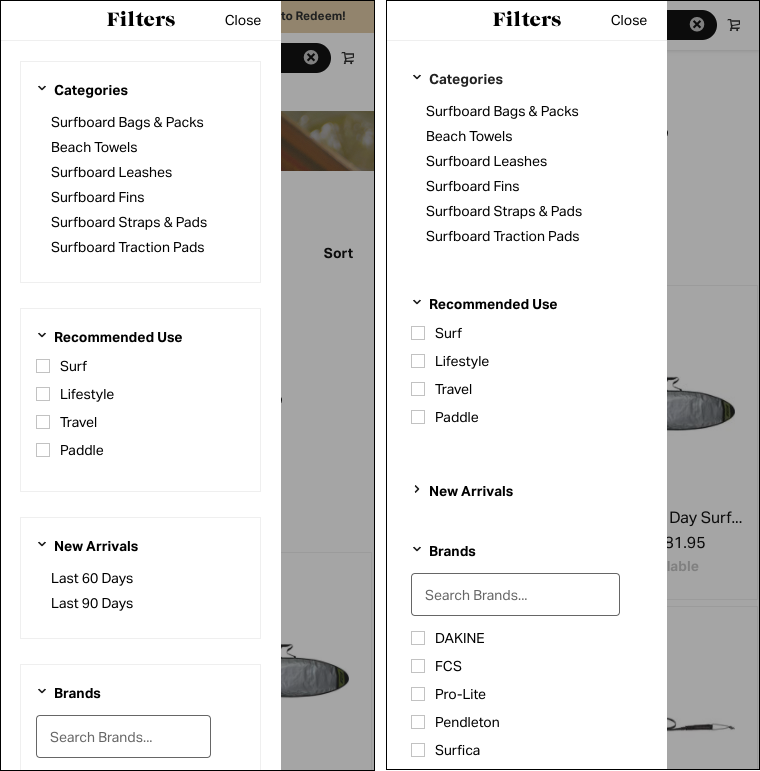 Filters
Close
to Redeem!
Categories
Surfboard Bags & Packs
Beach Towels
Surfboard Leashes
Surfboard Fins
Surfboard Straps & Pads
Surfboard Traction Pads
Sort
Recommended Use
Surf
Lifestyle
Travel
Paddle
New Arrivals
Last 60 Days
Last 90 Days
Brands
Search Brands...
Filters
Close
Categories
Surfboard Bags & Packs
Beach Towels
Surfboard Leashes
Surfboard Fins
Surfboard Straps & Pads
Surfboard Traction Pads
Recommended Use
Surf
Lifestyle
Travel
Paddle
New Arrivals
Day Surf...
31.95
lable
Brands
Search Brands...
DAKINE
FCS
Pro-Lite
Pendleton
Surfica